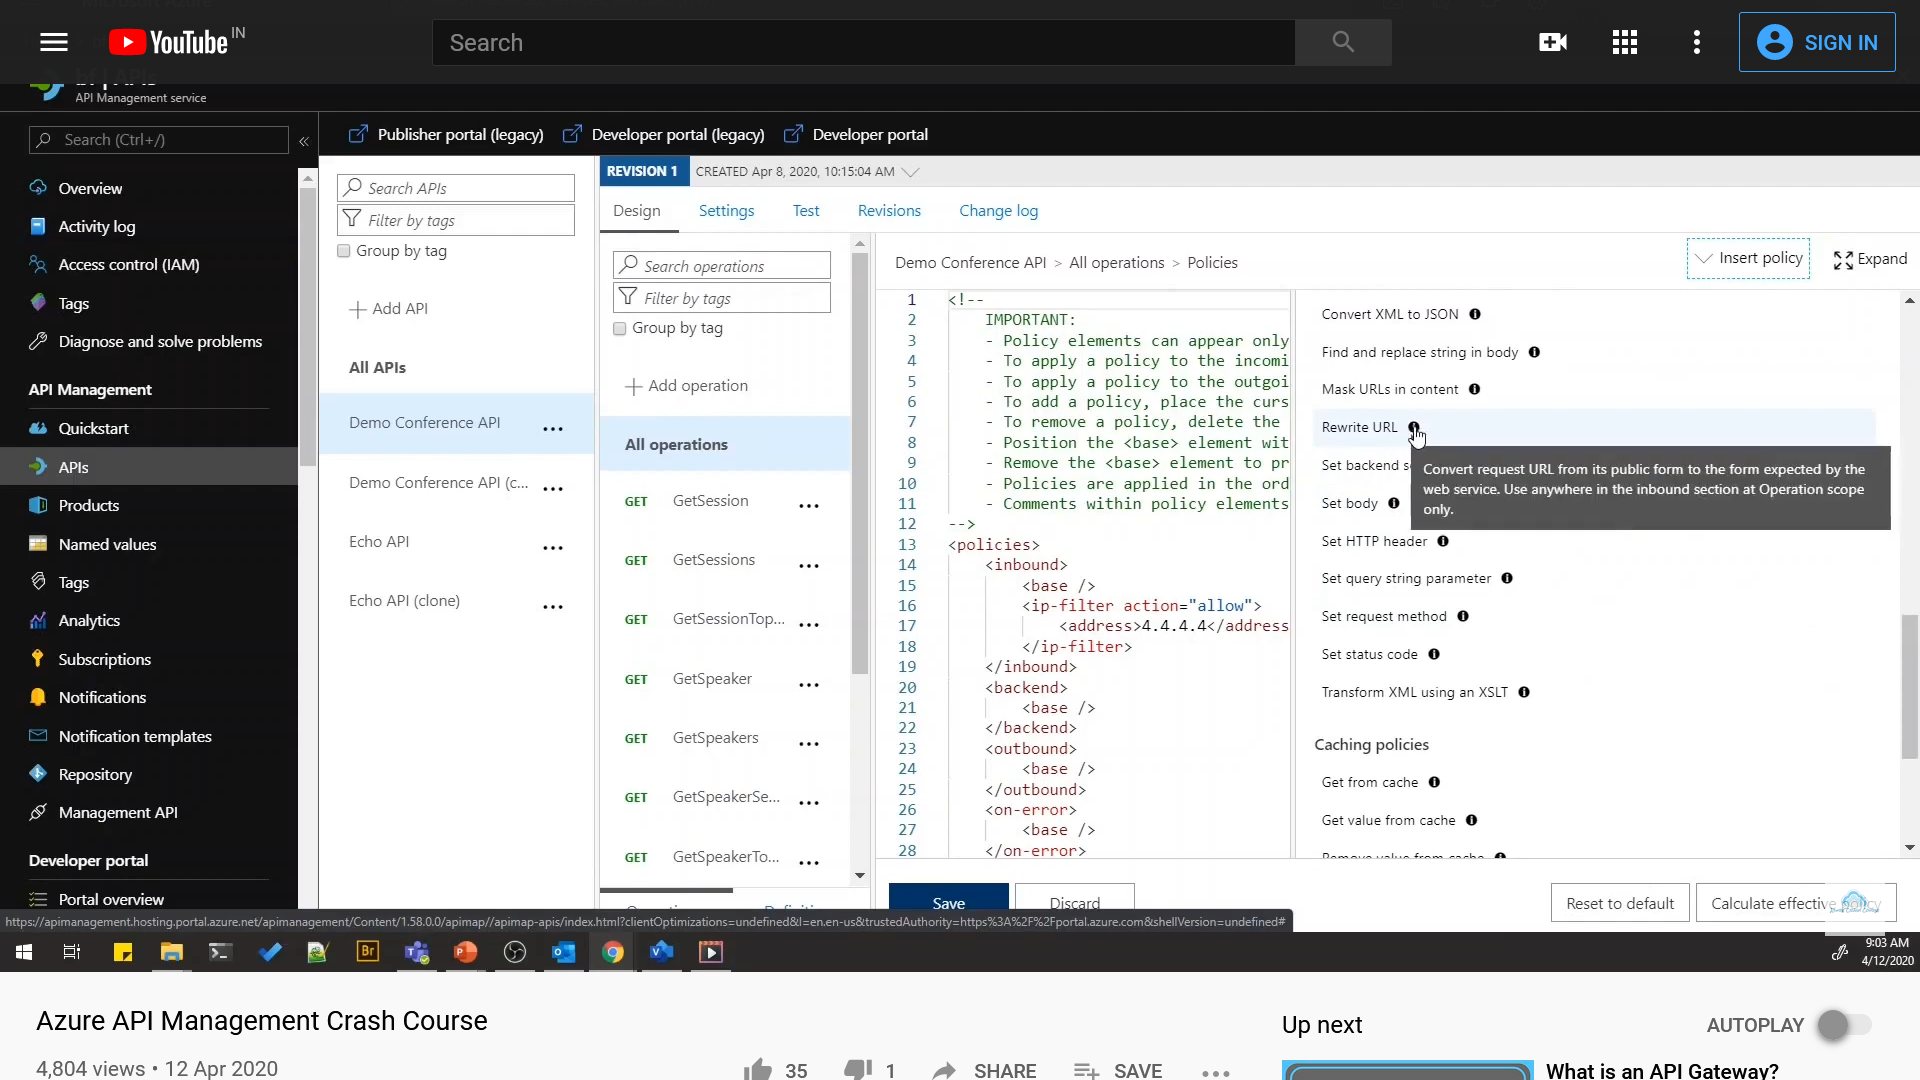 YouTube IN
Search
SIGN IN
bf | APIs
API Management service
Search (Ctrl+/)
«
Publisher portal (legacy)
Developer portal (legacy)
Developer portal
Overview
Activity log
Access control (IAM)
Tags
Diagnose and solve problems
API Management
Quickstart
APIs
Products
Named values
Tags
Analytics
Subscriptions
Notifications
Notification templates
Repository
Management API
Developer portal
Portal overview
Search APIs
Filter by tags
Group by tag
Add API
All APIs
Demo Conference API
Demo Conference API (c...
Echo API
Echo API (clone)
REVISION 1
CREATED Apr 8, 2020, 10:15:04 AM
Design
Settings
Test
Revisions
Change log
Search operations
Filter by tags
Group by tag
Add operation
All operations
GET GetSession
GET GetSessions
GET GetSessionTop...
GET GetSpeaker
GET GetSpeakers
GET GetSpeakerSe...
GET GetSpeakerTo...
Demo Conference API > All operations > Policies
Insert policy
Expand
1 <!--
2 IMPORTANT:
3 - Policy elements can appear only
4 - To apply a policy to the incomi
5 - To apply a policy to the outgoi
6 - To add a policy, place the curs
7 - To remove a policy, delete the
8 - Position the <base> element wit
9 - Remove the <base> element to pr
10 - Policies are applied in the ord
11 - Comments within policy elements
12 -->
13 <policies>
14 <inbound>
15 <base />
16 <ip-filter action="allow">
17 <address>4.4.4.4</address
18 </ip-filter>
19 </inbound>
20 <backend>
21 <base />
22 </backend>
23 <outbound>
24 <base />
25 </outbound>
26 <on-error>
27 <base />
28 </on-error>
Convert XML to JSON
Find and replace string in body
Mask URLs in content
Rewrite URL
Set backend s
Convert request URL from its public form to the form expected by the
web service. Use anywhere in the inbound section at Operation scope
only.
Set body
Set HTTP header
Set query string parameter
Set request method
Set status code
Transform XML using an XSLT
Caching policies
Get from cache
Get value from cache
Remove value from cache
Save
Discard
Reset to default
Calculate effective policy
https://apimanagement.hosting.portal.azure.net/apimanagement/Content/1.58.0.0/apimap//apimap-apis/index.html?clientOptimizations=undefined&l=en.en-us&trustedAuthority=https%3A%2F%2Fportal.azure.com&shellVersion=undefined#
Br
9:03 AM
4/12/2020
Azure API Management Crash Course
4,804 views • 12 Apr 2020
35
1
SHARE
SAVE
Up next
AUTOPLAY
What is an API Gateway?